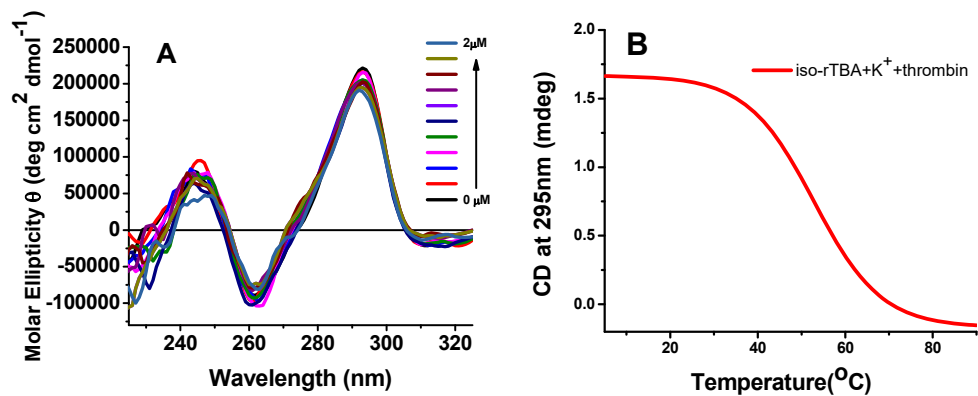 A
Molar Ellipticity θ (deg cm² dmol⁻¹)
250000
200000
150000
100000
50000
0
-50000
-100000
240
260
280
300
320
Wavelength (nm)
2μM
0 μM
B
CD at 295nm (mdeg)
2.0
1.5
1.0
0.5
0.0
20
40
60
80
Temperature(°C)
iso-rTBA+K⁺+thrombin